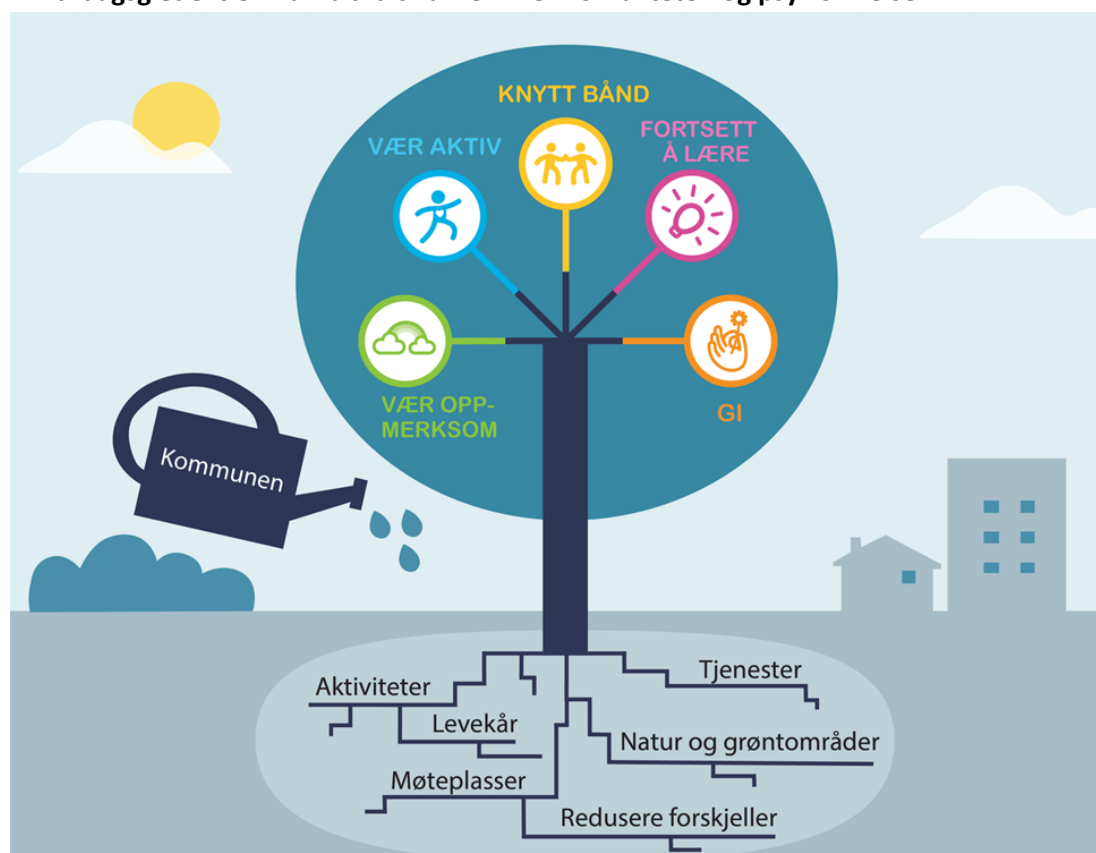 KNYTT BÅND
VÆR AKTIV
FORTSETT
Å LÆRE
VÆR OPP-
MERKSOM
GI
Kommunen
Aktiviteter
Tjenester
Levekår
Natur og grøntområder
Møteplasser
Redusere forskjeller